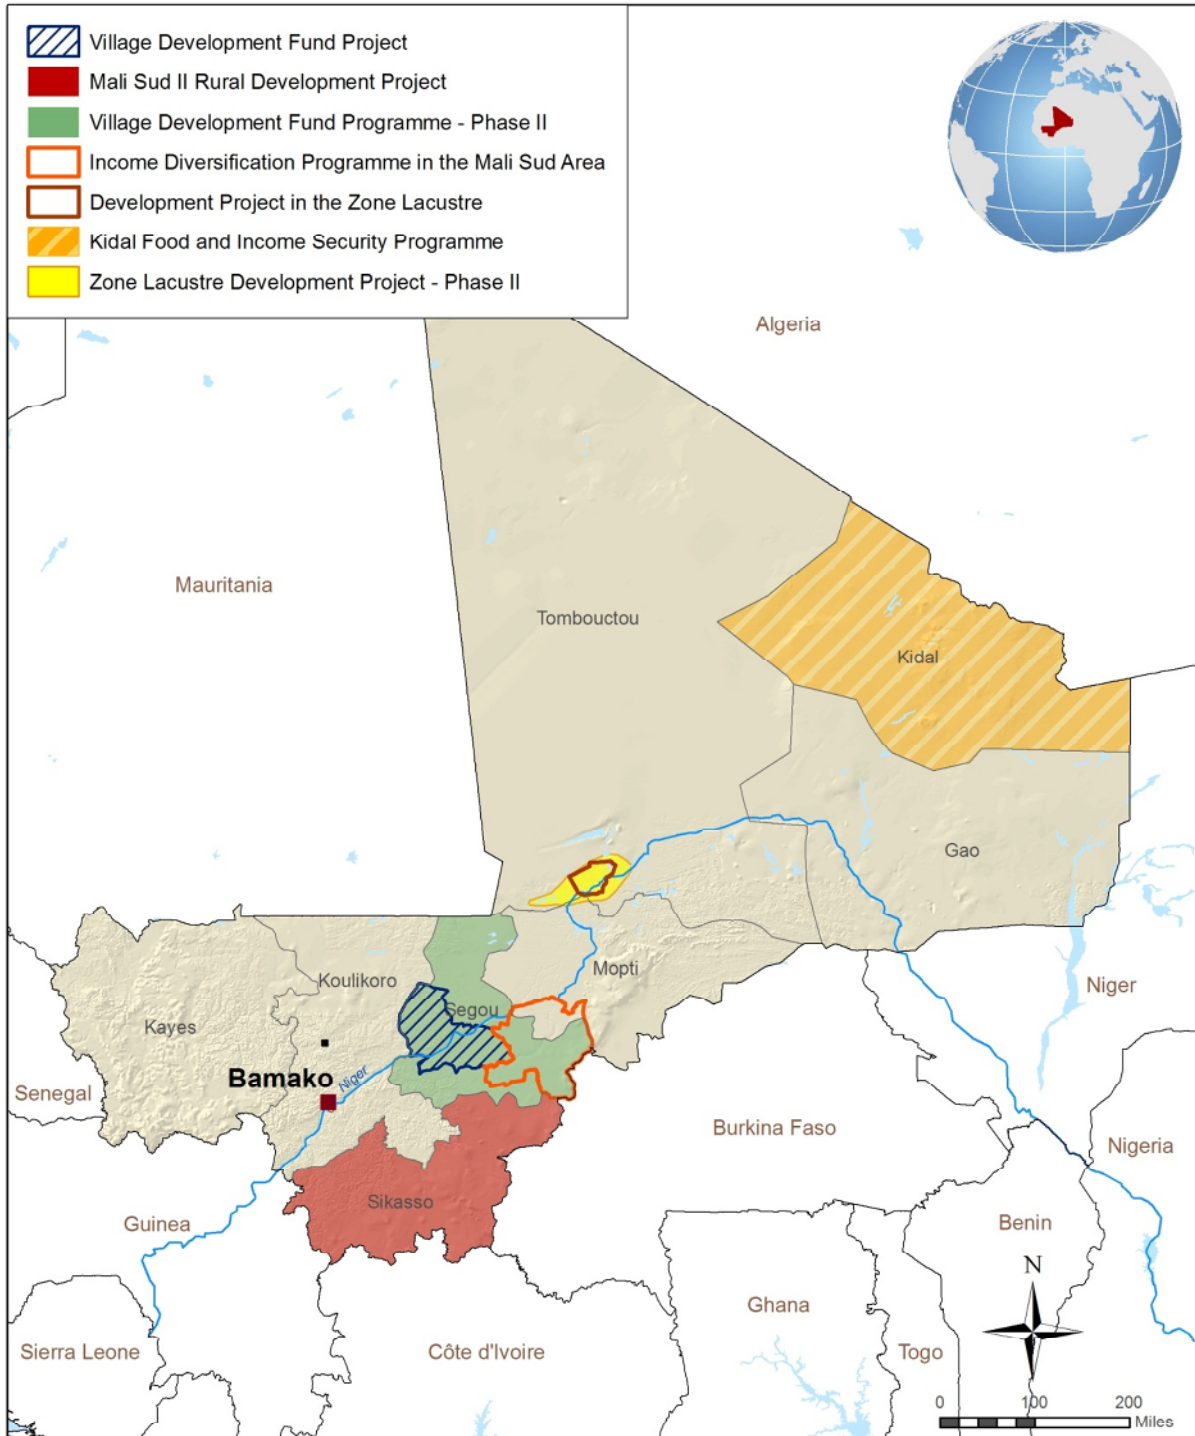 Village Development Fund Project
Mali Sud II Rural Development Project
Village Development Fund Programme - Phase II
Income Diversification Programme in the Mali Sud Area
Development Project in the Zone Lacustre
Kidal Food and Income Security Programme
Zone Lacustre Development Project - Phase II
Algeria
Mauritania
Tombouctou
Kidal
Gao
Mopti
Koulikoro
Niger
Segou
Kayes
Bamako
Niger
Senegal
Burkina Faso
Nigeria
Sikasso
Guinea
Benin
N
Ghana
Sierra Leone
Côte d'Ivoire
Togo
0 100 200
Miles